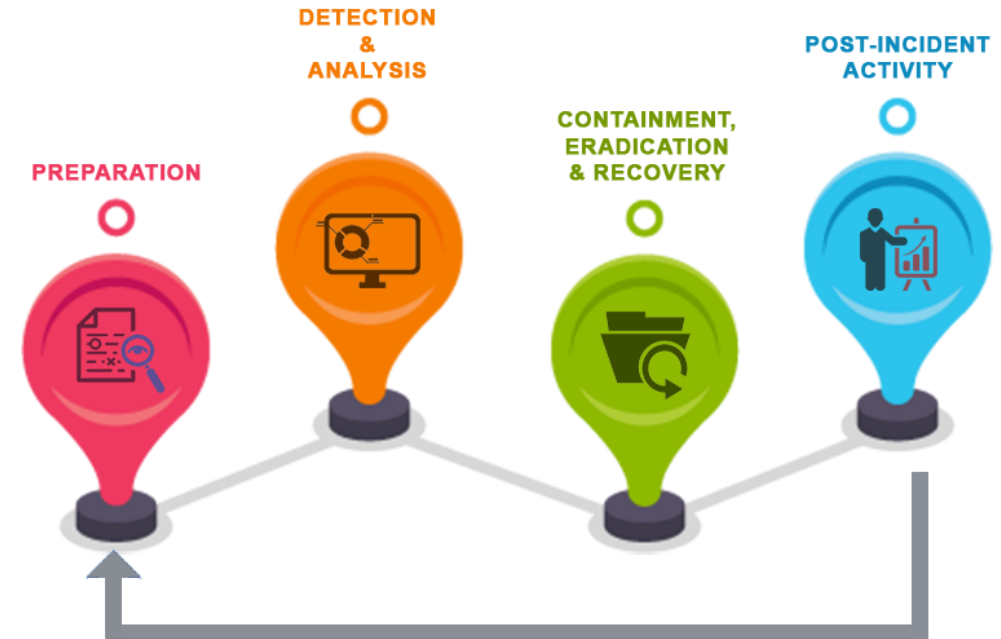 PREPARATION
DETECTION
&
ANALYSIS
CONTAINMENT,
ERADICATION
& RECOVERY
POST-INCIDENT
ACTIVITY